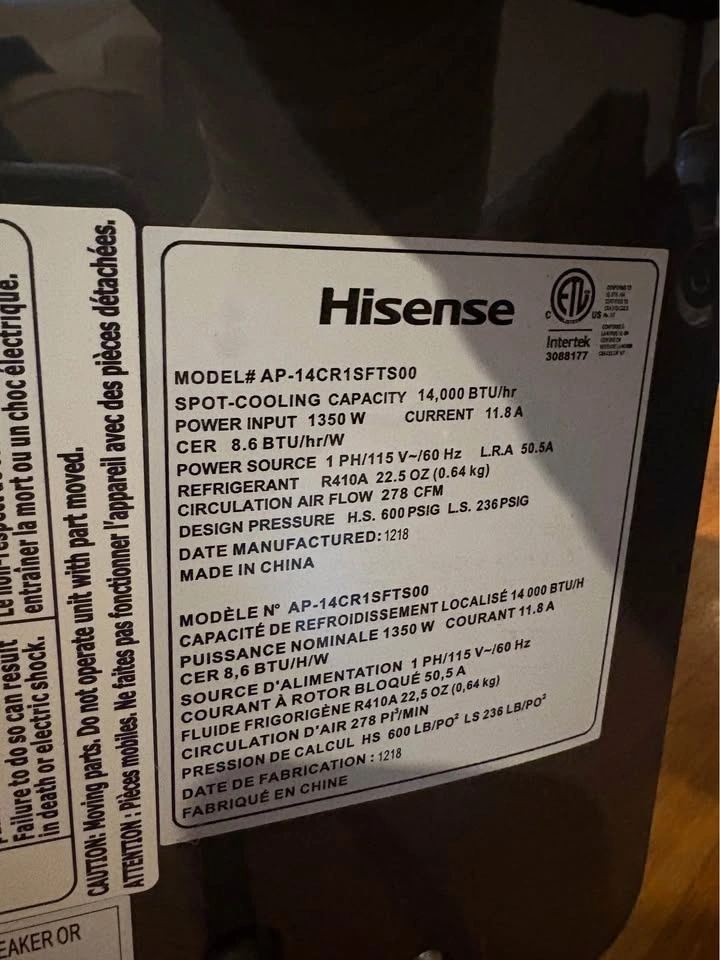 Hisense
C ETL US
Intertek
3088177
MODEL# AP-14CR1SFTS00
SPOT-COOLING CAPACITY 14,000 BTU/hr
POWER INPUT 1350 W CURRENT 11.8 A
CER 8.6 BTU/hr/W
POWER SOURCE 1 PH/115 V~/60 Hz L.R.A 50.5A
REFRIGERANT R410A 22.5 OZ (0.64 kg)
CIRCULATION AIR FLOW 278 CFM
DESIGN PRESSURE H.S. 600 PSIG L.S. 236 PSIG
DATE MANUFACTURED: 1218
MADE IN CHINA
MODÈLE N° AP-14CR1SFTS00
CAPACITÉ DE REFROIDISSEMENT LOCALISÉ 14 000 BTU/H
PUISSANCE NOMINALE 1350 W COURANT 11.8 A
CER 8,6 BTU/H/W
SOURCE D'ALIMENTATION 1 PH/115 V~/60 Hz
COURANT À ROTOR BLOQUÉ 50,5 A
FLUIDE FRIGORIGÈNE R410A 22,5 OZ (0,64 kg)
CIRCULATION D'AIR 278 PI³/MIN
PRESSION DE CALCUL HS 600 LB/PO² LS 236 LB/PO²
DATE DE FABRICATION : 1218
FABRIQUÉ EN CHINE
entraîner la mort ou un choc électrique.
Failure to do so can result
in death or electric shock.
CAUTION: Moving parts. Do not operate unit with part moved.
ATTENTION : Pièces mobiles. Ne faites pas fonctionner l'appareil avec des pièces détachées.
OR